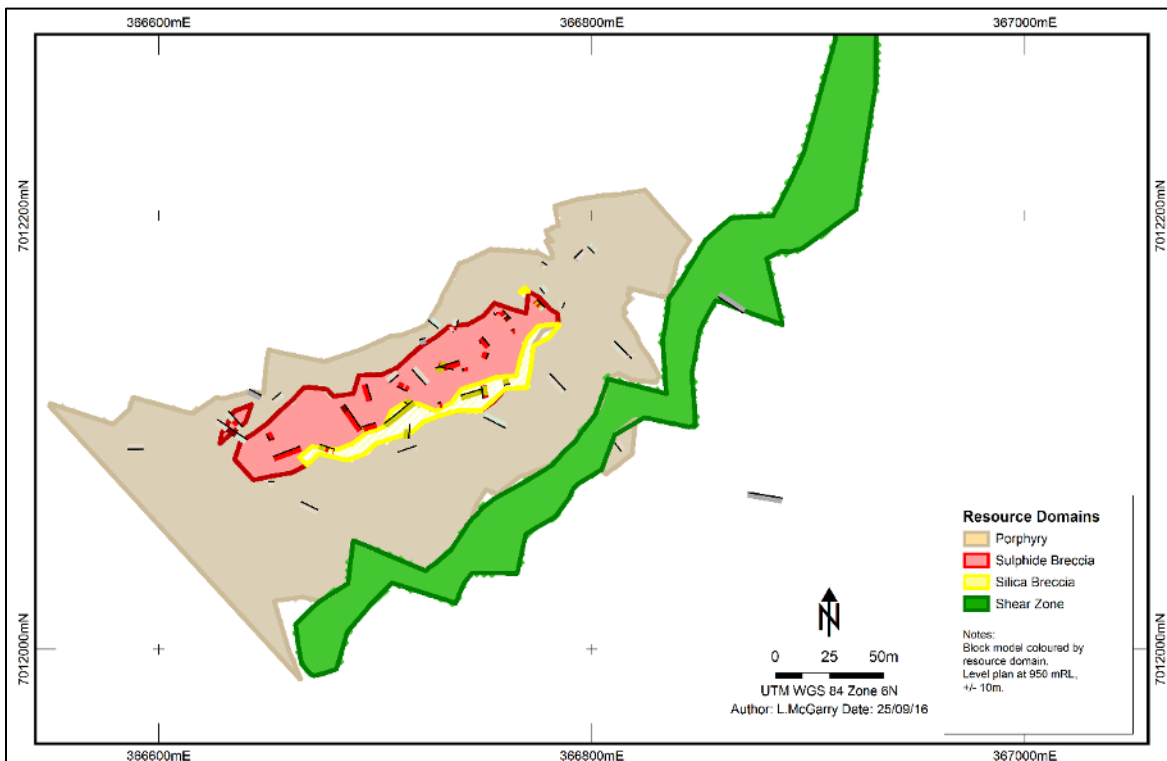 366600mE 366800mE 367000mE
7012200mN 7012200mN
Resource Domains
Porphyry
Sulphide Breccia
Silica Breccia
Shear Zone
Notes:
Block model coloured by
resource domain.
Level plan at 950 mRL,
+/- 10m.
N
0 25 50m
UTM WGS 84 Zone 6N
Author: L.McGarry Date: 25/09/16
7012000mN 7012000mN
366600mE 366800mE 367000mE